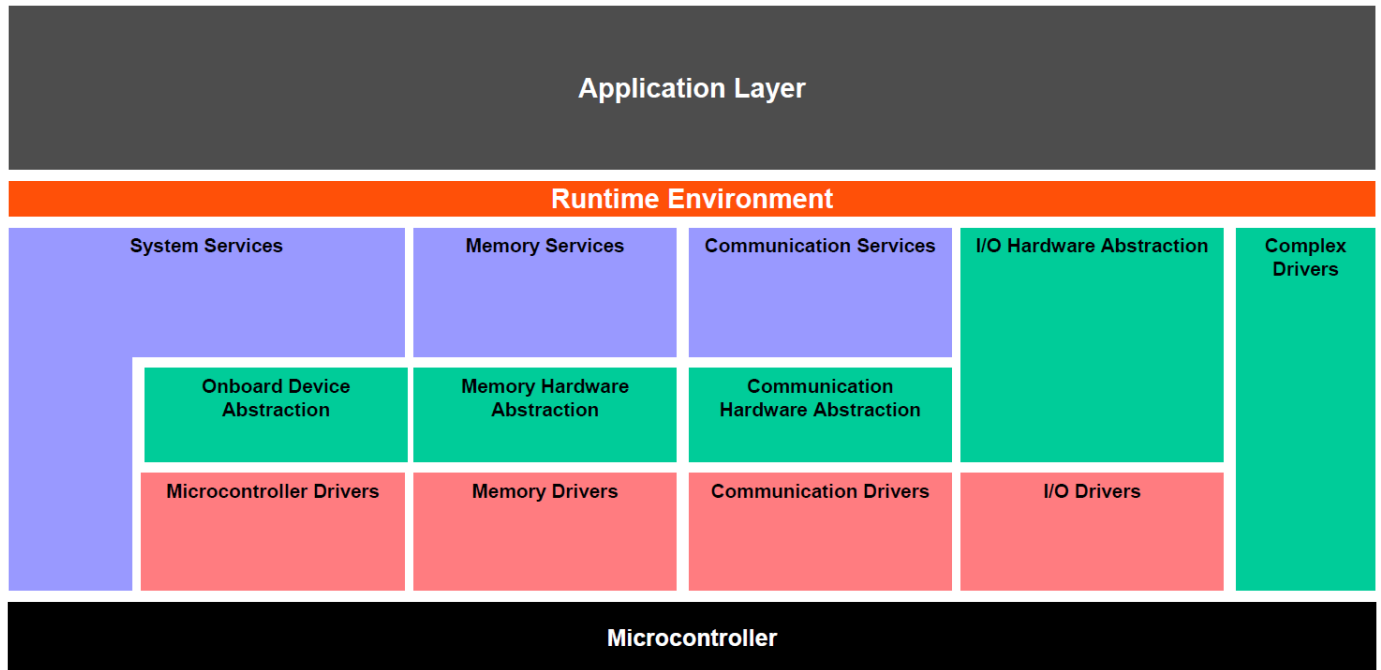 Application Layer
Runtime Environment
System Services
Memory Services
Communication Services
I/O Hardware Abstraction
Complex
Drivers
Onboard Device
Abstraction
Memory Hardware
Abstraction
Communication
Hardware Abstraction
Microcontroller Drivers
Memory Drivers
Communication Drivers
I/O Drivers
Microcontroller